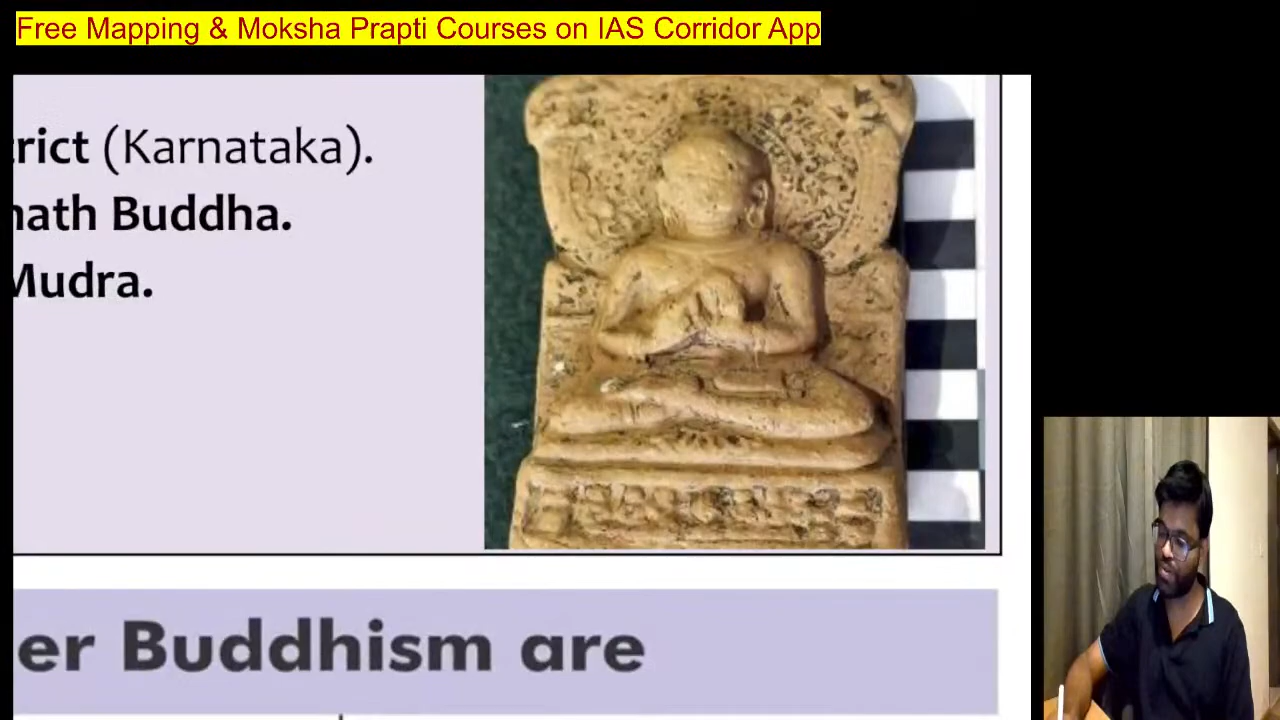 Free Mapping & Moksha Prapti Courses on IAS Corridor App
rict (Karnataka).
nath Buddha.
Mudra.
er Buddhism are